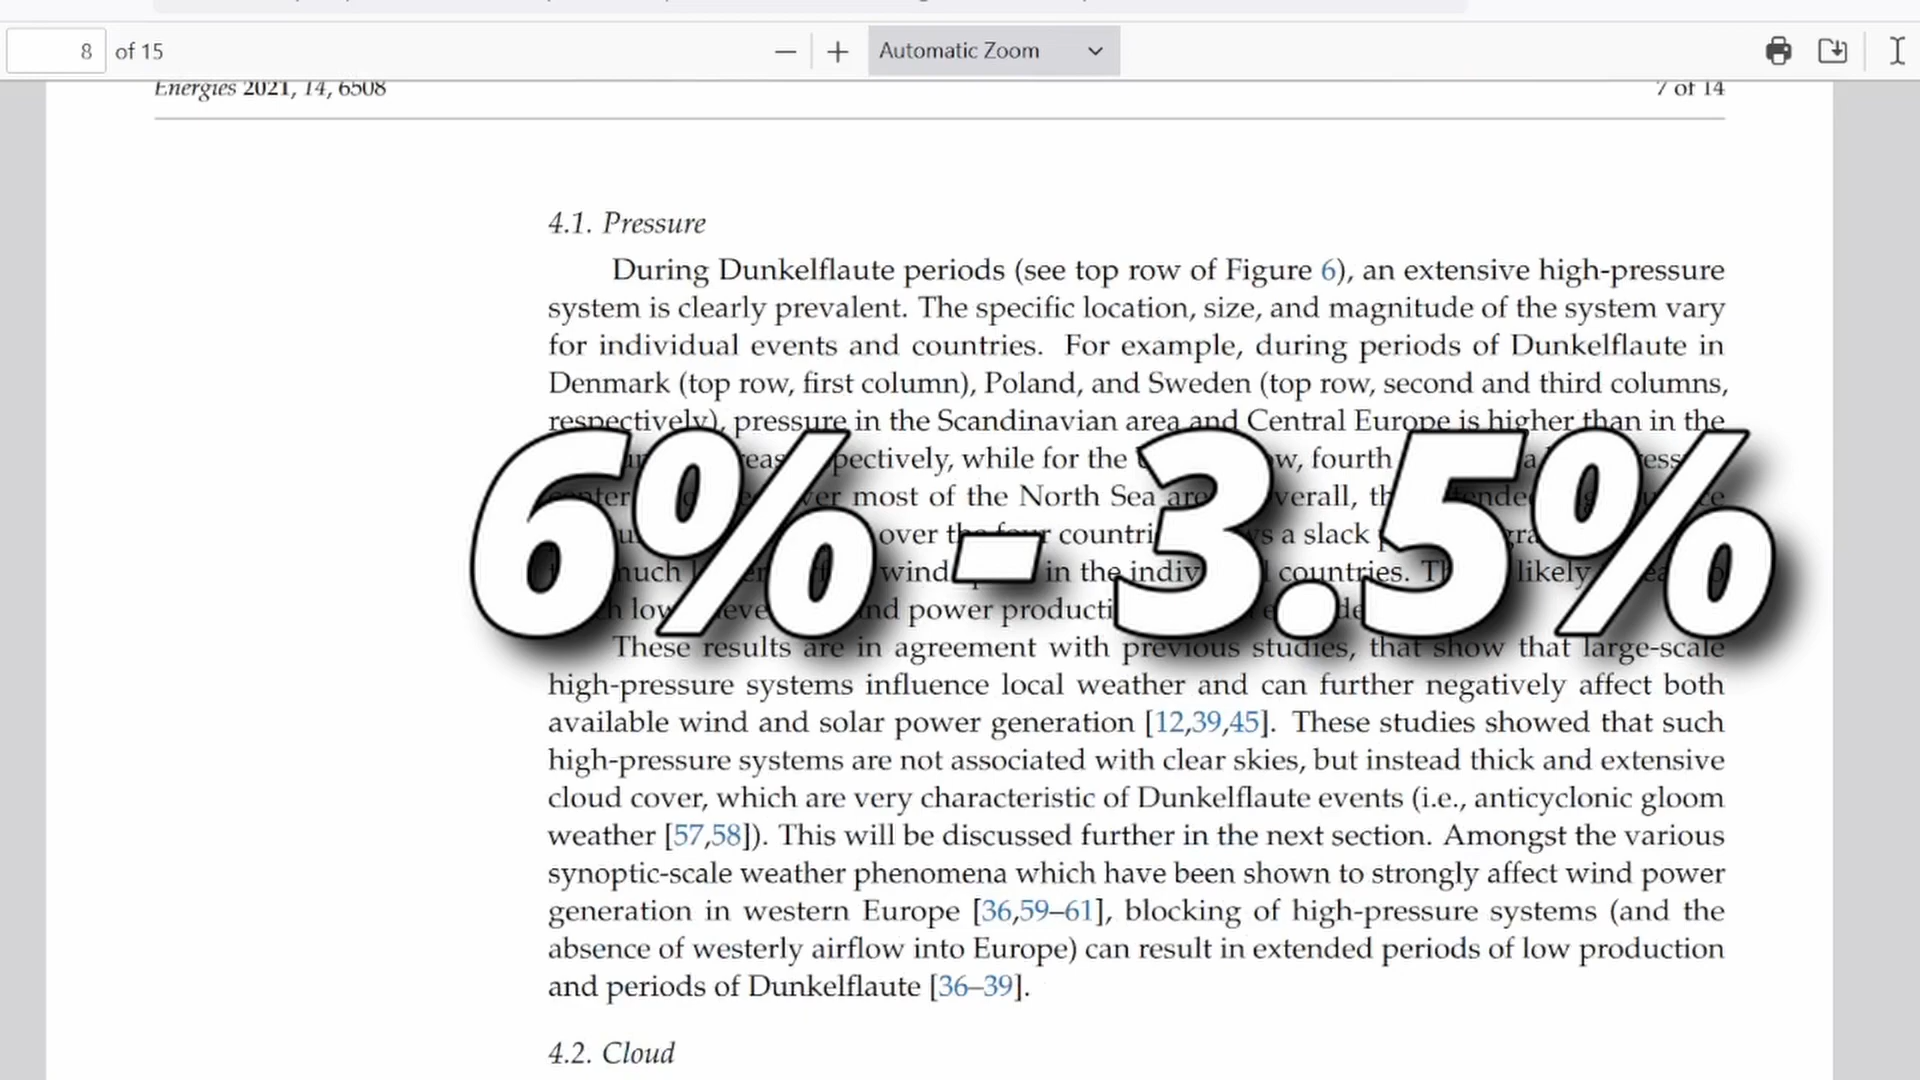 8 of 15
Automatic Zoom
Energies 2021, 14, 6508
7 of 14
4.1. Pressure
During Dunkelflaute periods (see top row of Figure 6), an extensive high-pressure
system is clearly prevalent. The specific location, size, and magnitude of the system vary
for individual events and countries. For example, during periods of Dunkelflaute in
Denmark (top row, first column), Poland, and Sweden (top row, second and third columns,
respectively), pressure in the Scandinavian area and Central Europe is higher than in the
while for the fourth
most of the North Sea
over the
wind in the countries. likely
low power
6% - 3.5%
These results are in agreement with previous studies, that show that large-scale
high-pressure systems influence local weather and can further negatively affect both
available wind and solar power generation [12,39,45]. These studies showed that such
high-pressure systems are not associated with clear skies, but instead thick and extensive
cloud cover, which are very characteristic of Dunkelflaute events (i.e., anticyclonic gloom
weather [57,58]). This will be discussed further in the next section. Amongst the various
synoptic-scale weather phenomena which have been shown to strongly affect wind power
generation in western Europe [36,59–61], blocking of high-pressure systems (and the
absence of westerly airflow into Europe) can result in extended periods of low production
and periods of Dunkelflaute [36–39].
4.2. Cloud